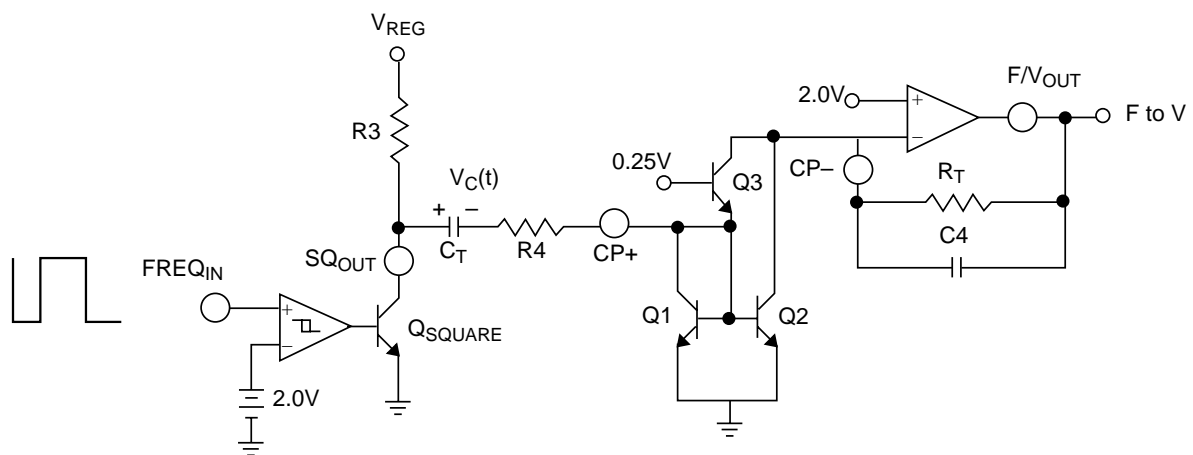 VREG
R3
VC(t)
+ −
CT
R4
CP+
SQOUT
FREQIN
+
−
QSQUARE
2.0V
0.25V
Q3
Q1
Q2
2.0V
+
−
F/VOUT
F to V
CP−
RT
C4